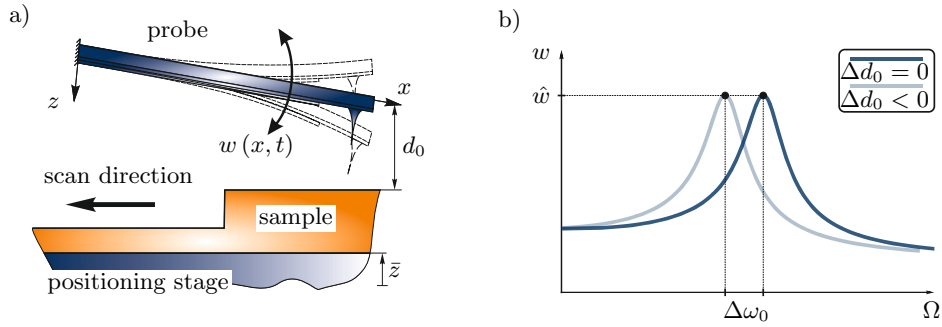 a)
probe
x
z
w (x, t)
d₀
scan direction
sample
z̄
positioning stage
b)
w
Δd₀ = 0
Δd₀ < 0
ŵ
Δω₀
Ω